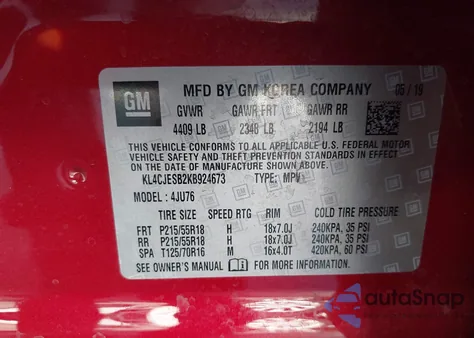 GM
MFD BY GM KOREA COMPANY 05/19
GVWR GAWR FRT GAWR RR
4409 LB 2348 LB 2194 LB
THIS VEHICLE CONFORMS TO ALL APPLICABLE U.S. FEDERAL MOTOR VEHICLE SAFETY, BUMPER, AND THEFT PREVENTION STANDARDS IN EFFECT
ON THE DATE OF MANUFACTURE SHOWN ABOVE.
KL4CJESB2KB924673 TYPE: MPV
MODEL : 4JU76
TIRE SIZE SPEED RTG RIM COLD TIRE PRESSURE
FRT P215/55R18 H 18x7.0J 240KPA, 35 PSI
RR P215/55R18 H 18x7.0J 240KPA, 35 PSI
SPA T125/70R16 M 16x4.0T 420KPA, 60 PSI
SEE OWNER'S MANUAL FOR MORE INFORMATION.
autoSnap